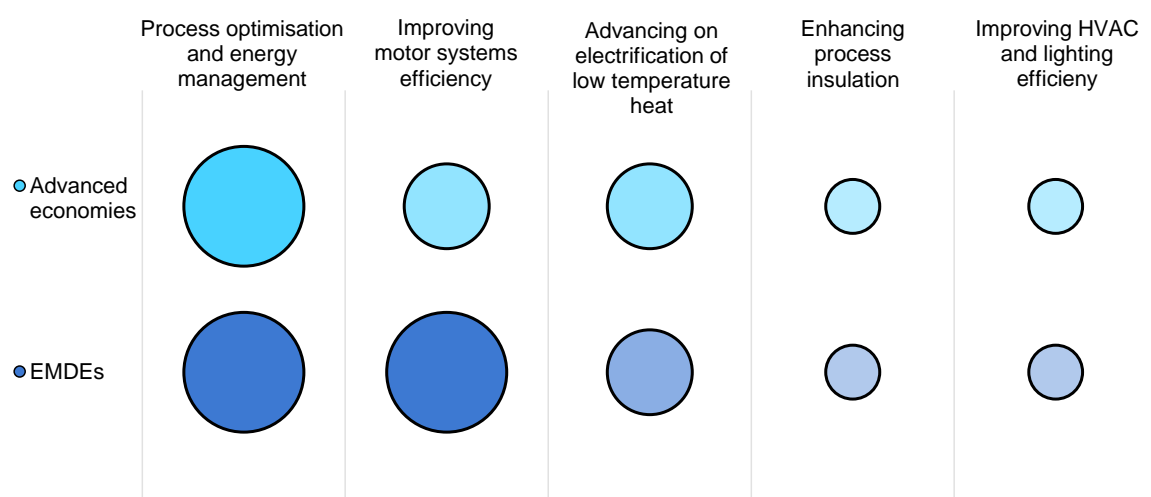 Process optimisation
and energy
management
Improving
motor systems
efficiency
Advancing on
electrification of
low temperature
heat
Enhancing
process
insulation
Improving HVAC
and lighting
efficieny
Advanced
economies
EMDEs